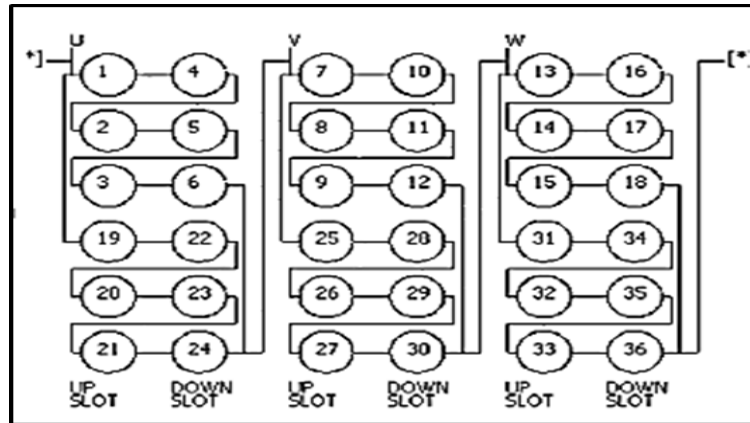 U V W
*] 1 4 7 10 13 16 [*]
2 5 8 11 14 17
3 6 9 12 15 18
19 22 25 28 31 34
20 23 26 29 32 35
21 24 27 30 33 36
UP DOWN UP DOWN UP DOWN
SLOT SLOT SLOT SLOT SLOT SLOT